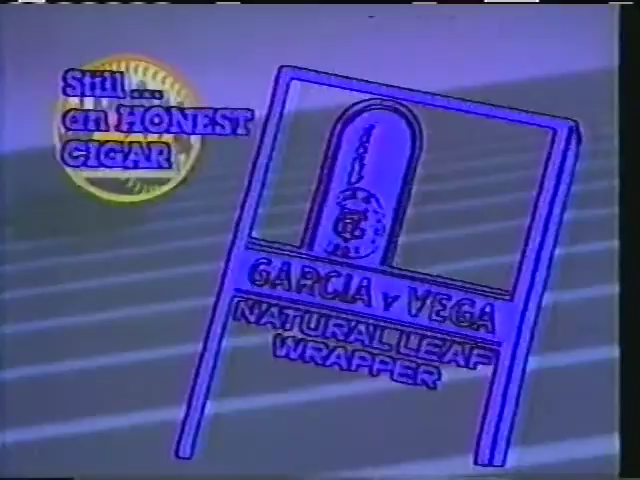 Still...
an HONEST
CIGAR
GARCIA Y VEGA
NATURAL LEAF
WRAPPER